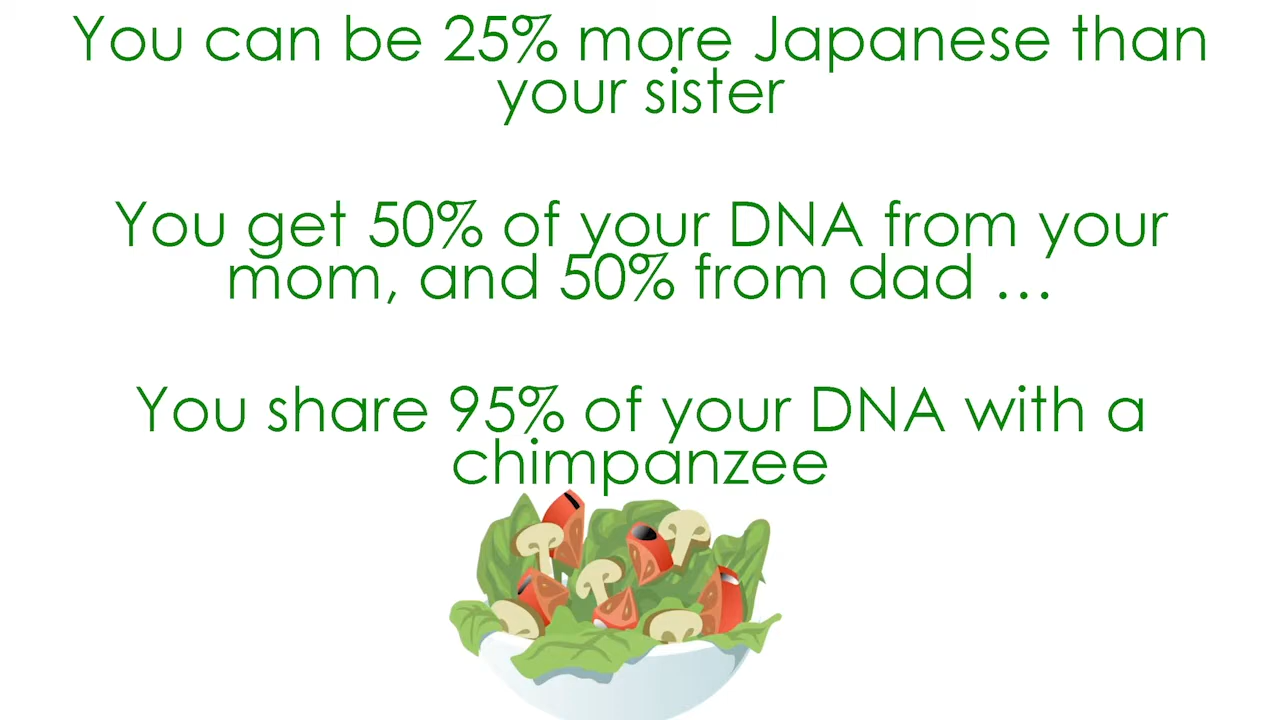 You can be 25% more Japanese than
your sister
You get 50% of your DNA from your
mom, and 50% from dad …
You share 95% of your DNA with a
chimpanzee